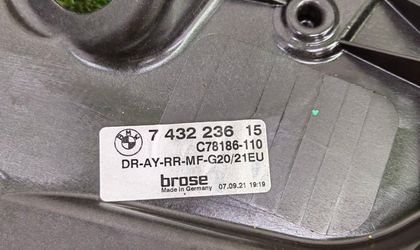 BMW
7 432 236 15
C78186-110
DR-AY-RR-MF-G20/21EU
brose
Made in Germany 07.09.21 19:19